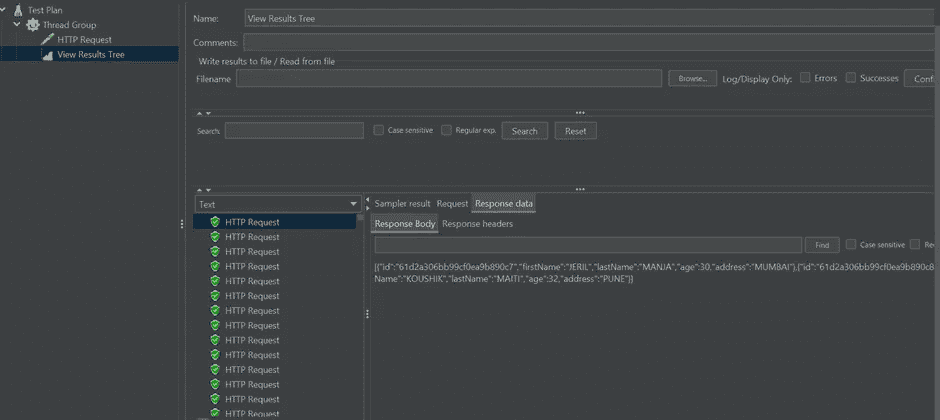 Test Plan
Thread Group
HTTP Request
View Results Tree
Name: View Results Tree
Comments:
Write results to file / Read from file
Filename Browse... Log/Display Only: Errors Successes Confi
Search: Case sensitive Regular exp. Search Reset
Text
Sampler result Request Response data
Response Body Response headers
Find Case sensitive Re
[{"id":"61d2a306bb99cf0ea9b890c7","firstName":"JERIL","lastName":"MANJA","age":30,"address":"MUMBAI"},{"id":"61d2a306bb99cf0ea9b890c8
Name":"KOUSHIK","lastName":"MAITI","age":32,"address":"PUNE"}]
HTTP Request
HTTP Request
HTTP Request
HTTP Request
HTTP Request
HTTP Request
HTTP Request
HTTP Request
HTTP Request
HTTP Request
HTTP Request
HTTP Request
HTTP Request
HTTP Request